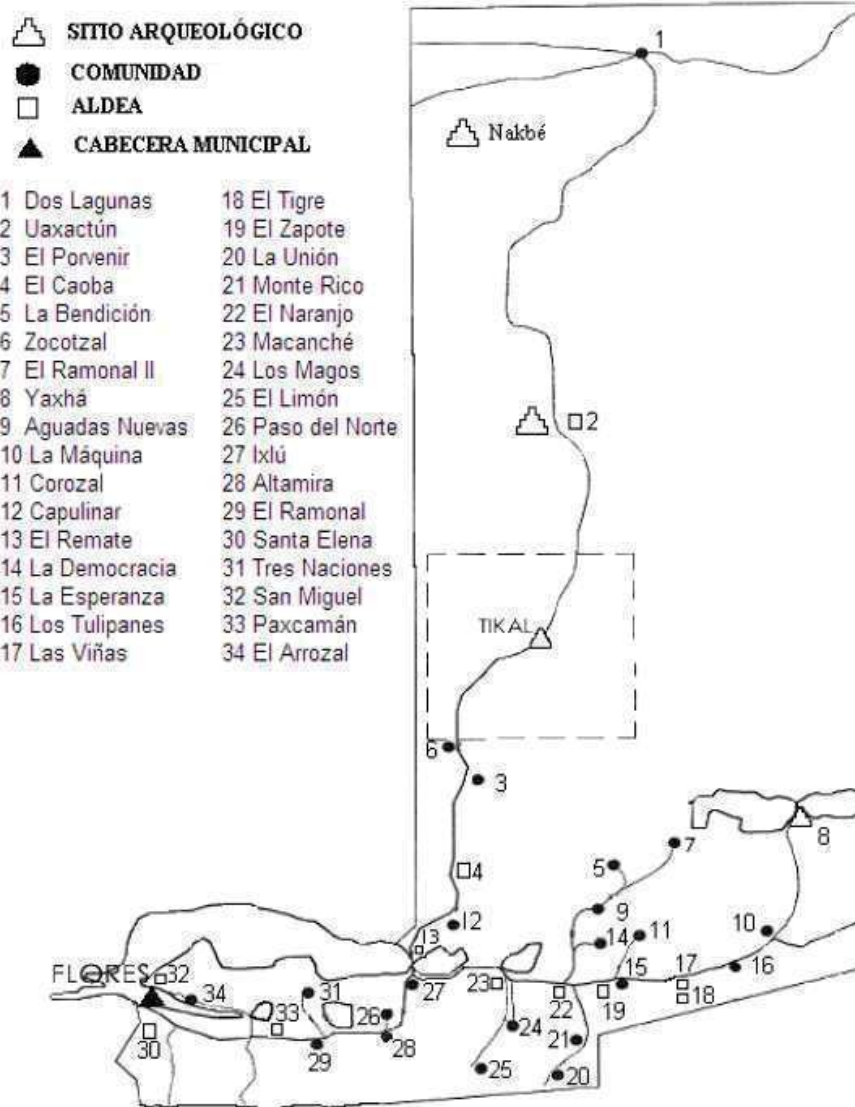 SITIO ARQUEOLÓGICO
COMUNIDAD
ALDEA
CABECERA MUNICIPAL
1 Dos Lagunas
2 Uaxactún
3 El Porvenir
4 El Caoba
5 La Bendición
6 Zocotzal
7 El Ramonal II
8 Yaxhá
9 Aguadas Nuevas
10 La Máquina
11 Corozal
12 Capulinar
13 El Remate
14 La Democracia
15 La Esperanza
16 Los Tulipanes
17 Las Viñas
18 El Tigre
19 El Zapote
20 La Unión
21 Monte Rico
22 El Naranjo
23 Macanché
24 Los Magos
25 El Limón
26 Paso del Norte
27 Ixlú
28 Altamira
29 El Ramonal
30 Santa Elena
31 Tres Naciones
32 San Miguel
33 Paxcamán
34 El Arrozal
1
Nakbé
2
TIKAL
6
3
8
7
5
4
9
12
11
10
14
13
FLORES
32
34
31
27
23
22
19
15
17
18
16
33
26
24
21
30
29
28
25
20